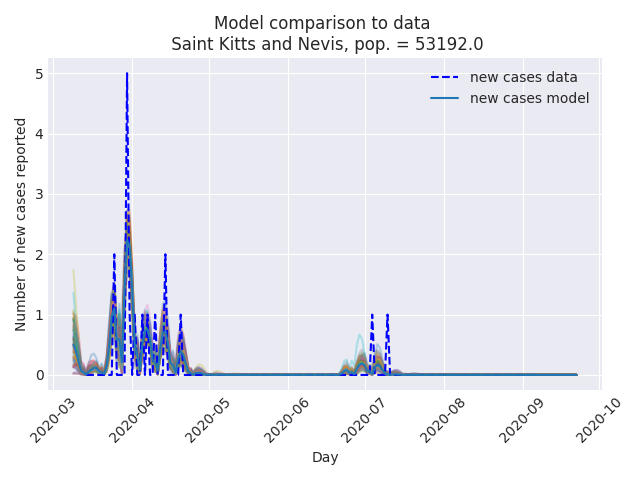 Model comparison to data
Saint Kitts and Nevis, pop. = 53192.0
new cases data
new cases model
Number of new cases reported
5
4
3
2
1
0
2020-03
2020-04
2020-05
2020-06
2020-07
2020-08
2020-09
2020-10
Day